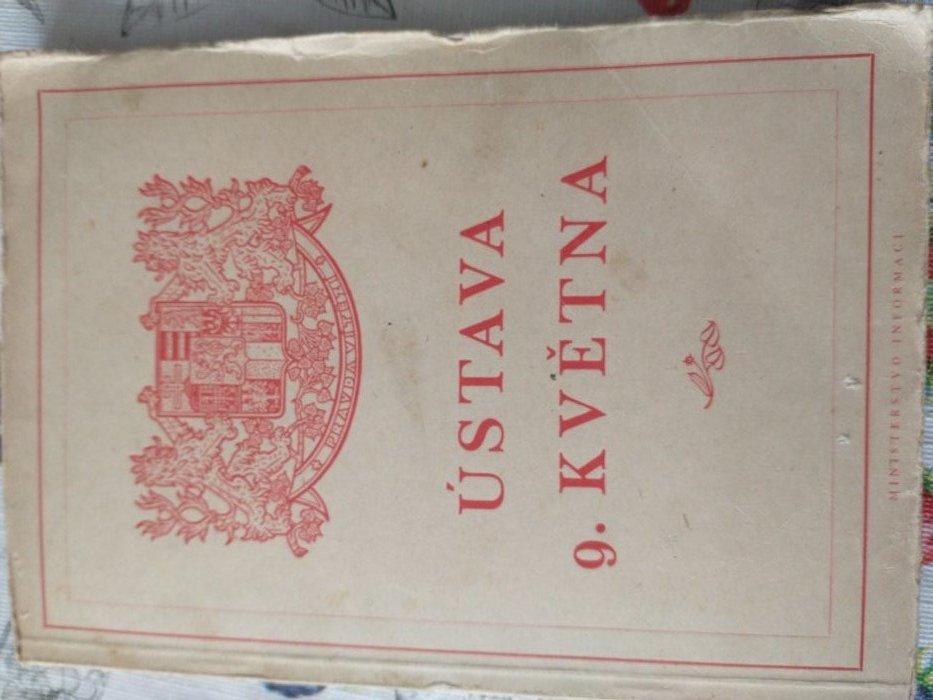 PRAVDA VÍTĚZÍ
ÚSTAVA
9. KVĚTNA
MINISTERSTVO INFORMACÍ